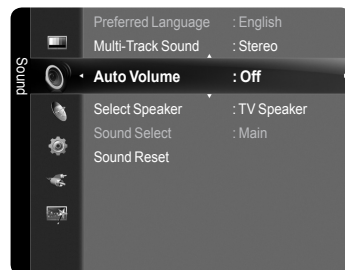 Sound
Preferred Language : English
Multi-Track Sound : Stereo
Auto Volume : Off
Select Speaker : TV Speaker
Sound Select : Main
Sound Reset